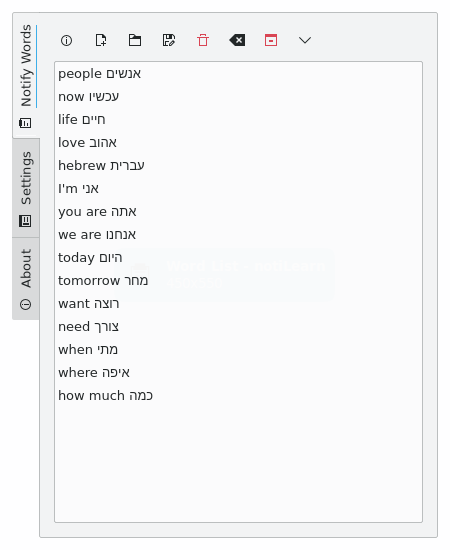 Notify Words
Settings
About
people אנשים
now עכשיו
life חיים
love אהוב
hebrew עברית
I'm אני
you are אתה
we are אנחנו
today היום
tomorrow מחר
want רוצה
need צורך
when מתי
where איפה
how much כמה